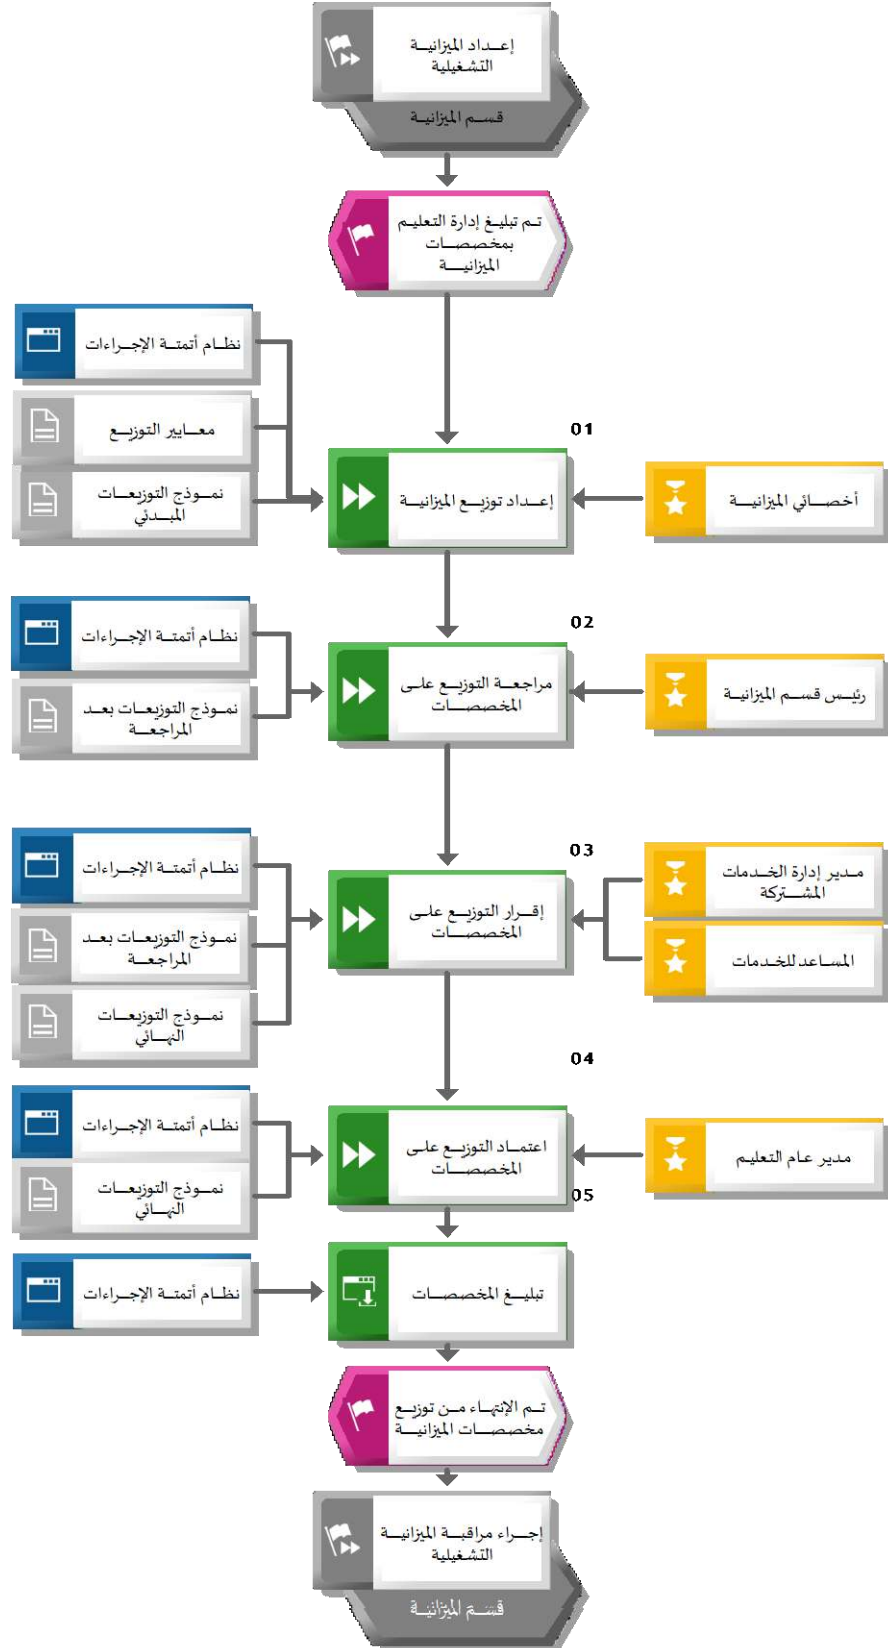 إعداد الميزانية
التشغيلية
قسم الميزانية
تم تبليغ إدارة التعليم
بمخصصات
الميزانية
نظام أتمتة الإجراءات
معايير التوزيع
نموذج التوزيعات
المبدئي
01
إعداد توزيع الميزانية
أخصائي الميزانية
نظام أتمتة الإجراءات
نموذج التوزيعات بعد
المراجعة
02
مراجعة التوزيع على
المخصصات
رئيس قسم الميزانية
نظام أتمتة الإجراءات
نموذج التوزيعات بعد
المراجعة
نموذج التوزيعات
النهائي
03
إقرار التوزيع على
المخصصات
مدير إدارة الخدمات
المشتركة
المساعد للخدمات
نظام أتمتة الإجراءات
نموذج التوزيعات
النهائي
04
اعتماد التوزيع على
المخصصات
مدير عام التعليم
05
نظام أتمتة الإجراءات
تبليغ المخصصات
تم الإنتهاء من توزيع
مخصصات الميزانية
إجراء مراقبة الميزانية
التشغيلية
قسم الميزانية